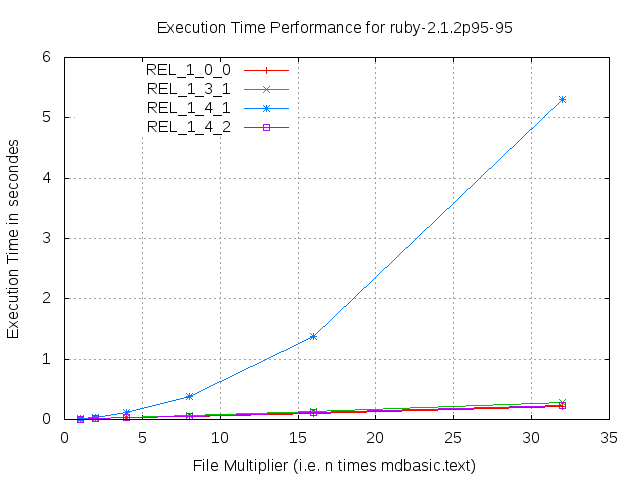 Execution Time Performance for ruby-2.1.2p95-95
REL_1_0_0
REL_1_3_1
REL_1_4_1
REL_1_4_2
Execution Time in secondes
6
5
4
3
2
1
0
0 5 10 15 20 25 30 35
File Multiplier (i.e. n times mdbasic.text)